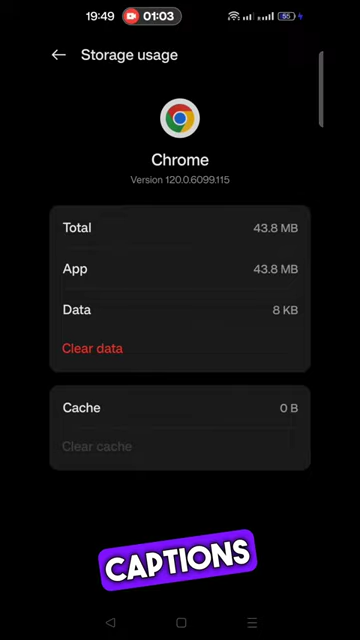 19:49 01:03 55
Storage usage
Chrome
Version 120.0.6099.115
Total 43.8 MB
App 43.8 MB
Data 8 KB
Clear data
Cache 0 B
Clear cache
CAPTIONS